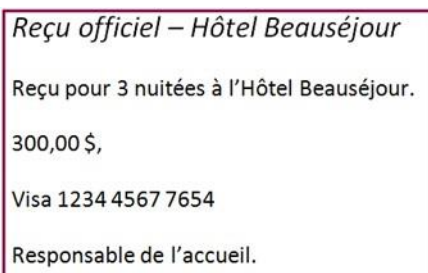 Reçu officiel – Hôtel Beauséjour
Reçu pour 3 nuitées à l’Hôtel Beauséjour.
300,00 $,
Visa 1234 4567 7654
Responsable de l’accueil.